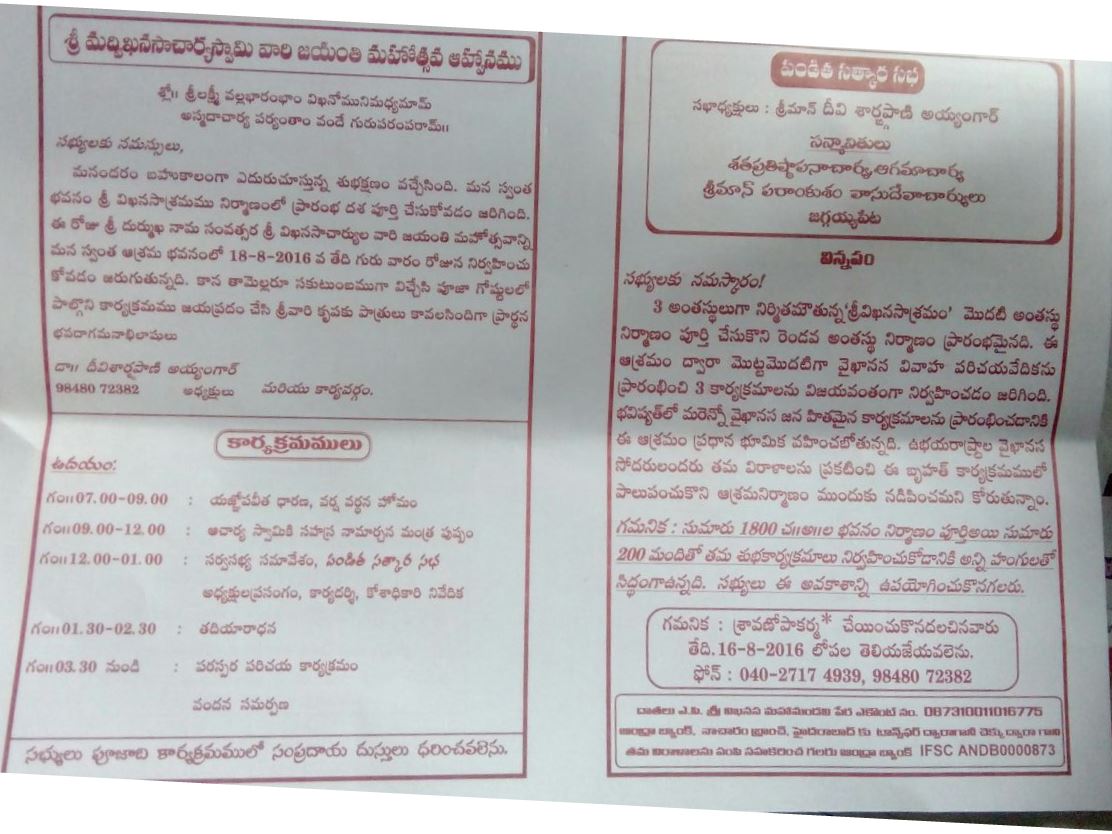 శ్రీ మద్విఖనసాచార్యస్వామి వారి జయంతి మహోత్సవ ఆహ్వానము
శ్లో॥ శ్రీలక్ష్మీ వల్లభారంభాం విఖనోమునిమధ్యమామ్
అస్మదాచార్య పర్యంతాం వందే గురుపరంపరామ్॥
సభ్యులకు నమస్సులు,
మనందరం బహుకాలంగా ఎదురుచూస్తున్న శుభక్షణం వచ్చేసింది. మన స్వంత
భవనం శ్రీ విఖనసాశ్రమము నిర్మాణంలో ప్రారంభ దశ పూర్తి చేసుకోవడం జరిగింది.
ఈ రోజు శ్రీ దుర్ముఖ నామ సంవత్సర శ్రీ విఖనసాచార్యుల వారి జయంతి మహోత్సవాన్ని
మన స్వంత ఆశ్రమ భవనంలో 18-8-2016 వ తేది గురు వారం రోజున నిర్వహించు
కోవడం జరుగుతున్నది. కాన తామెల్లరూ సకుటుంబముగా విచ్చేసి పూజా గోష్ఠులలో
పాల్గొని కార్యక్రమము జయప్రదం చేసి శ్రీవారి కృపకు పాత్రులు కావలసిందిగా ప్రార్థన
భవదాగమనాభిలాషులు
డా॥ దీవిశార్ఙ్గపాణి అయ్యంగార్
98480 72382 అధ్యక్షులు మరియు కార్యవర్గం.
కార్యక్రమములు
ఉదయం:
గం॥07.00-09.00 : యజ్ఞోపవీత ధారణ, వర్ష వర్ధన హోమం
గం॥09.00-12.00 : ఆచార్య స్వామికి సహస్ర నామార్చన మంత్ర పుష్పం
గం॥12.00-01.00 : సర్వసభ్య సమావేశం, పండిత సత్కార సభ
అధ్యక్షులప్రసంగం, కార్యదర్శి, కోశాధికారి నివేదిక
గం॥01.30-02.30 : తదియారాధన
గం॥03.30 నుండి : పరస్పర పరిచయ కార్యక్రమం
వందన సమర్పణ
సభ్యులు పూజాది కార్యక్రమములో సంప్రదాయ దుస్తులు ధరించవలెను.
పండిత సత్కార సభ
సభాధ్యక్షులు : శ్రీమాన్ దీవి శార్ఙ్గపాణి అయ్యంగార్
సన్మానితులు
శతప్రతిష్ఠాపనాచార్య,ఆగమాచార్య
శ్రీమాన్ పరాంకుశం వాసుదేవాచార్యులు
జగ్గయ్యపేట
విన్నపం
సభ్యులకు నమస్కారం!
3 అంతస్థులుగా నిర్మితమౌతున్న'శ్రీవిఖనసాశ్రమం' మొదటి అంతస్థు
నిర్మాణం పూర్తి చేసుకొని రెండవ అంతస్థు నిర్మాణం ప్రారంభమైనది. ఈ
ఆశ్రమం ద్వారా మొట్టమొదటిగా వైఖానస వివాహ పరిచయవేదికను
ప్రారంభించి 3 కార్యక్రమాలను విజయవంతంగా నిర్వహించడం జరిగింది.
భవిష్యత్‌లో మరెన్నో వైఖానస జన హితమైన కార్యక్రమాలను ప్రారంభించడానికి
ఈ ఆశ్రమం ప్రధాన భూమిక వహించబోతున్నది. ఉభయరాష్ట్రాల వైఖానస
సోదరులందరు తమ విరాళాలను ప్రకటించి ఈ బృహత్ కార్యక్రమములో
పాలుపంచుకొని ఆశ్రమనిర్మాణం ముందుకు నడిపించమని కోరుతున్నాం.
గమనిక : సుమారు 1800 చ॥అ॥ల భవనం నిర్మాణం పూర్తిఅయి సుమారు
200 మందితో తమ శుభకార్యక్రమాలు నిర్వహించుకోడానికి అన్ని హంగులతో
సిద్ధంగాఉన్నది. సభ్యులు ఈ అవకాశాన్ని ఉపయోగించుకొనగలరు.
గమనిక : శ్రావణోపాకర్మ* చేయించుకొనదలచినవారు
తేది.16-8-2016 లోపల తెలియజేయవలెను.
ఫోన్ : 040-2717 4939, 98480 72382
దాతలు ఎ.పి. శ్రీ విఖనస మహామండలి పేర ఎకౌంట్ నం. 087310011016775
ఆంధ్రా బ్యాంక్, నాచారం బ్రాంచ్, హైదరాబాద్ కు ట్రాన్స్‌ఫర్ ద్వారాగాని చెక్కుద్వారా గాని
తమ విరాళాలను పంపి సహకరించ గలరు ఆంధ్రా బ్యాంక్ IFSC ANDB0000873